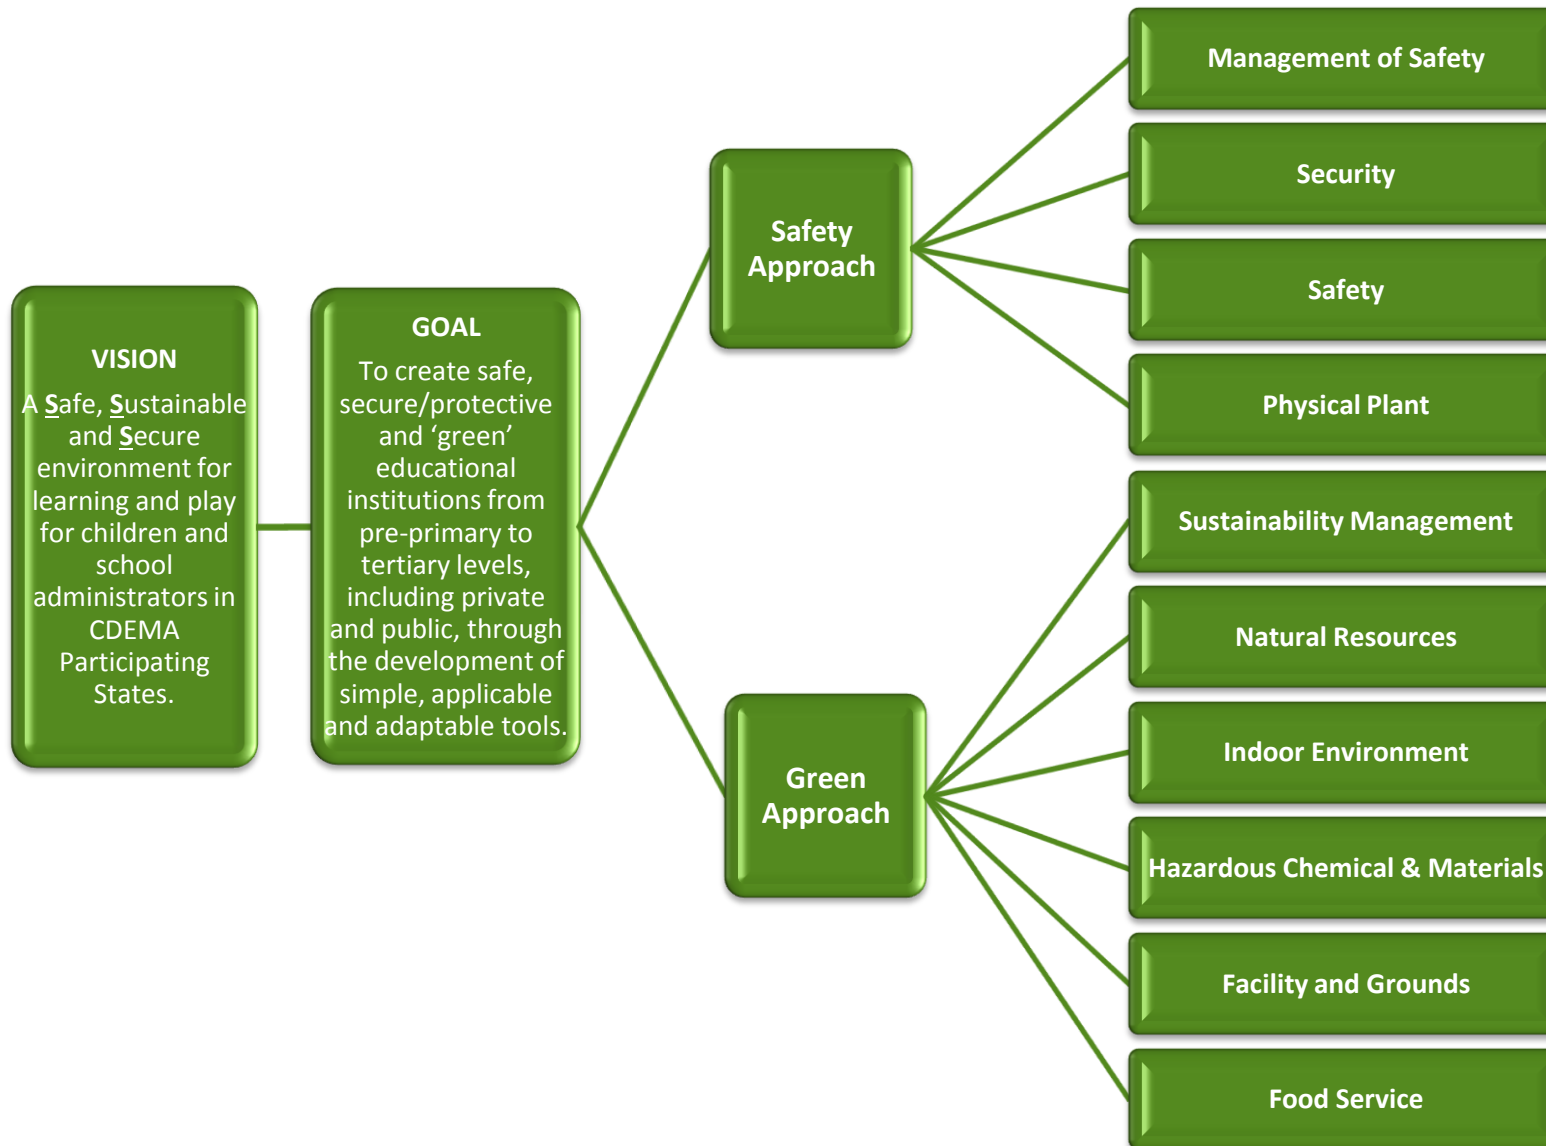 VISION
A Safe, Sustainable
and Secure
environment for
learning and play
for children and
school
administrators in
CDEMA
Participating
States.
GOAL
To create safe,
secure/protective
and ‘green’
educational
institutions from
pre-primary to
tertiary levels,
including private
and public, through
the development of
simple, applicable
and adaptable tools.
Safety
Approach
Management of Safety
Security
Safety
Physical Plant
Green
Approach
Sustainability Management
Natural Resources
Indoor Environment
Hazardous Chemical & Materials
Facility and Grounds
Food Service